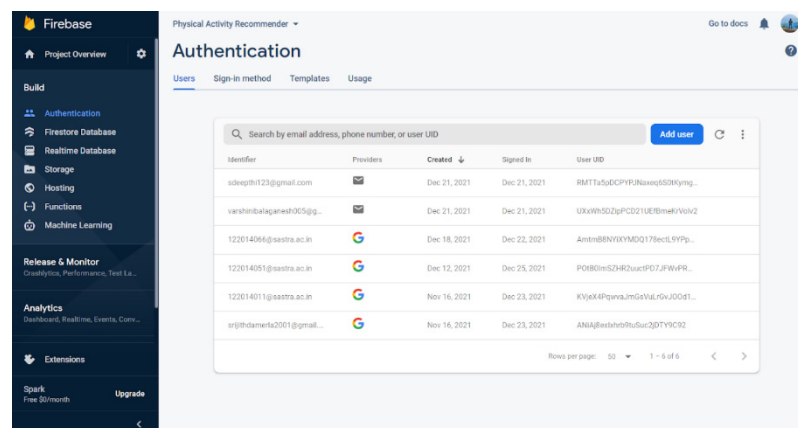 Firebase
Physical Activity Recommender
Go to docs
Project Overview
Authentication
Users Sign-in method Templates Usage
Build
Authentication
Firestore Database
Realtime Database
Storage
Hosting
Functions
Machine Learning
Release & Monitor
Crashlytics, Performance, Test La...
Analytics
Dashboard, Realtime, Events, Conv...
Extensions
Spark
Free $0/month
Upgrade
Search by email address, phone number, or user UID
Add user
Identifier Providers Created Signed In User UID
sdeepthi123@gmail.com Dec 21, 2021 Dec 21, 2021
varshinibalaganesh005@g... Dec 21, 2021 Dec 21, 2021
122014066@sastra.ac.in Dec 18, 2021 Dec 22, 2021
122014051@sastra.ac.in Dec 12, 2021 Dec 25, 2021
122014011@sastra.ac.in Nov 16, 2021 Dec 23, 2021
srijithdamerla2001@gmail.... Nov 16, 2021 Dec 23, 2021
Rows per page: 50 1 – 6 of 6